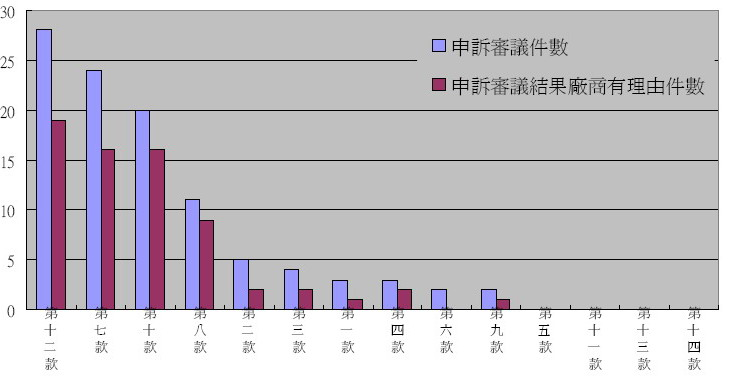 30
25
20
15
10
5
0
申訴審議件數
申訴審議結果廠商有理由件數
第十二款
第七款
第十款
第八款
第二款
第三款
第一款
第四款
第六款
第九款
第五款
第十一款
第十三款
第十四款